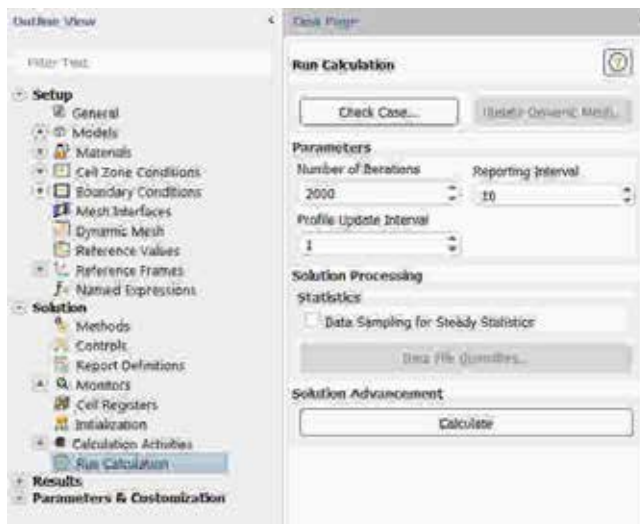 Outline View
Filter Text
Setup
General
Models
Materials
Cell Zone Conditions
Boundary Conditions
Mesh Interfaces
Dynamic Mesh
Reference Values
Reference Frames
Named Expressions
Solution
Methods
Controls
Report Definitions
Monitors
Cell Registers
Initialization
Calculation Activities
Run Calculation
Results
Parameters & Customization
Task Page
Run Calculation
Check Case...
Update Dynamic Mesh...
Parameters
Number of Iterations
Reporting Interval
2000
10
Profile Update Interval
1
Solution Processing
Statistics
Data Sampling for Steady Statistics
Data File Quantities...
Solution Advancement
Calculate